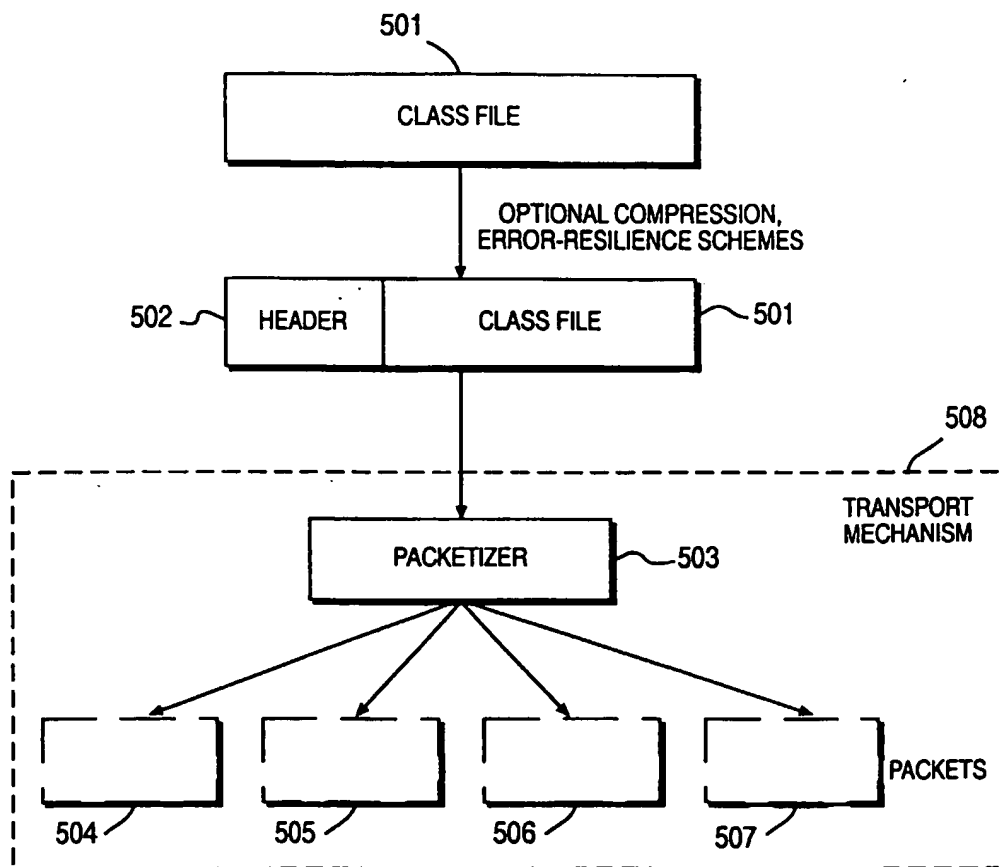 501
CLASS FILE
OPTIONAL COMPRESSION,
ERROR-RESILIENCE SCHEMES
502
HEADER
CLASS FILE
501
508
TRANSPORT
MECHANISM
PACKETIZER
503
PACKETS
504
505
506
507